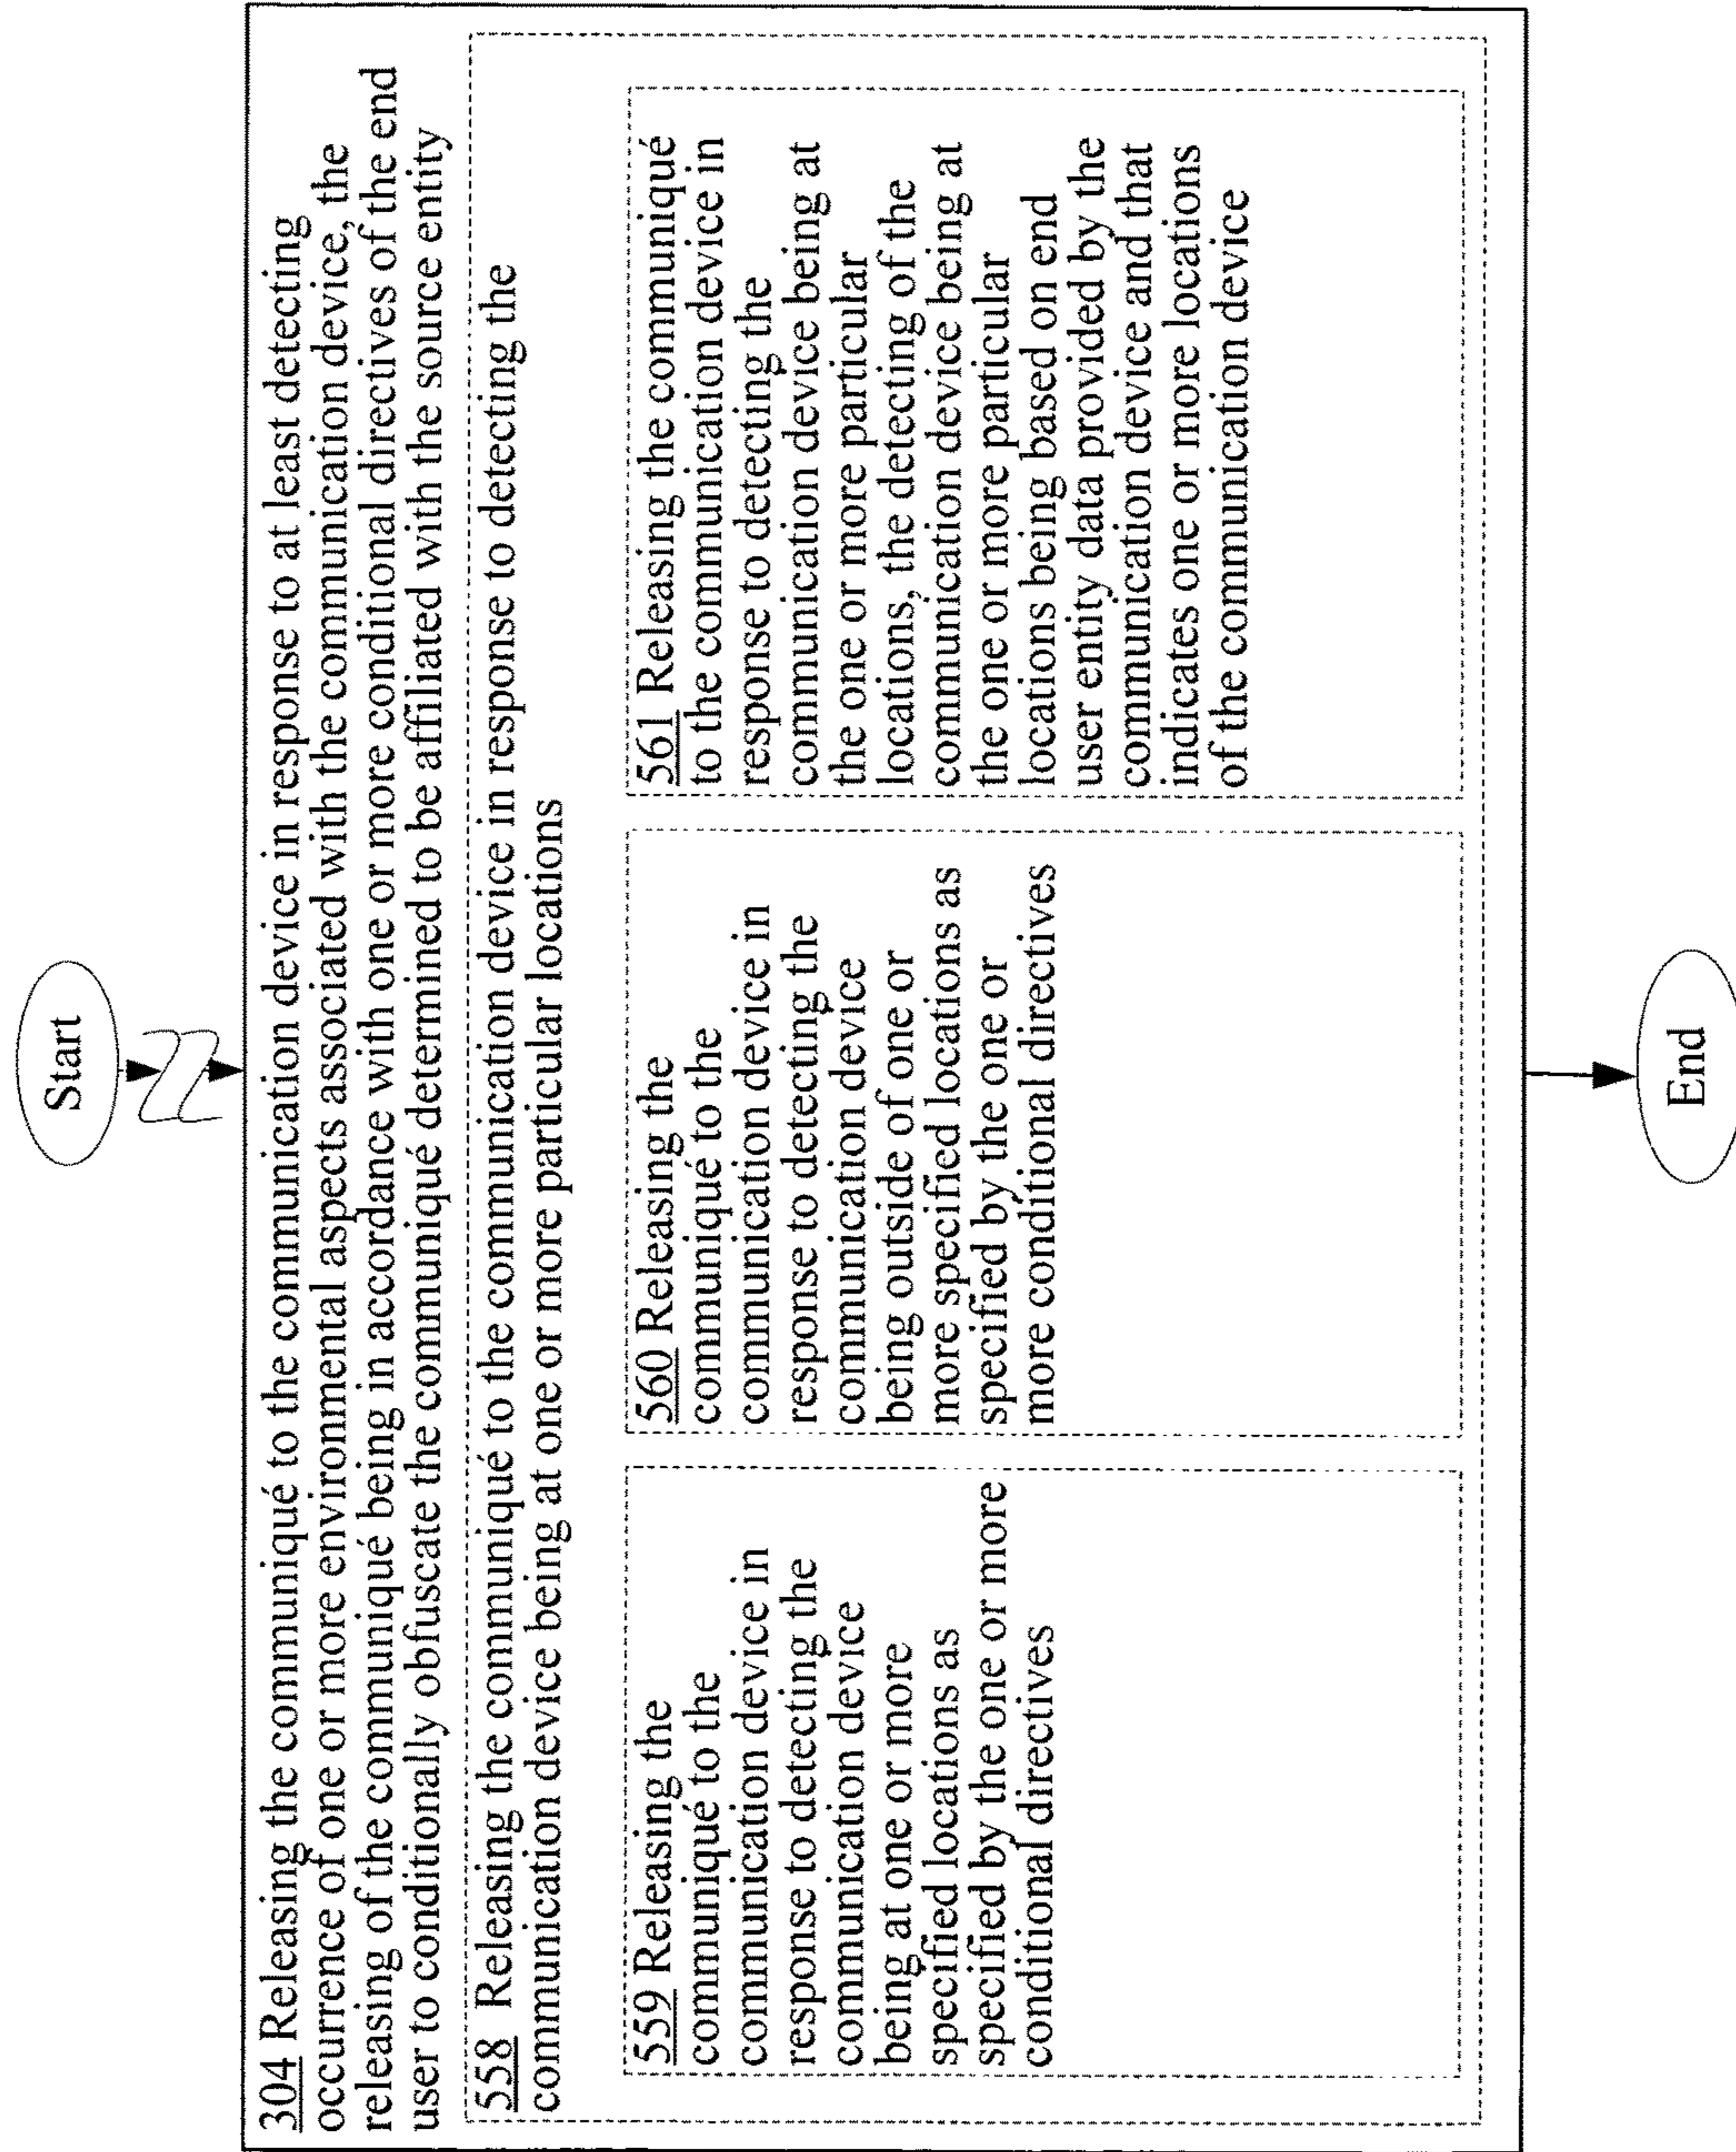 Start
304 Releasing the communiqué to the communication device in response to at least detecting
occurrence of one or more environmental aspects associated with the communication device, the
releasing of the communiqué being in accordance with one or more conditional directives of the end
user to conditionally obfuscate the communiqué determined to be affiliated with the source entity
558 Releasing the communiqué to the communication device in response to detecting the
communication device being at one or more particular locations
559 Releasing the
communiqué to the
communication device in
response to detecting the
communication device
being at one or more
specified locations as
specified by the one or more
conditional directives
560 Releasing the
communiqué to the
communication device in
response to detecting the
communication device
being outside of one or
more specified locations as
specified by the one or
more conditional directives
561 Releasing the communiqué
to the communication device in
response to detecting the
communication device being at
the one or more particular
locations, the detecting of the
communication device being at
the one or more particular
locations being based on end
user entity data provided by the
communication device and that
indicates one or more locations
of the communication device
End